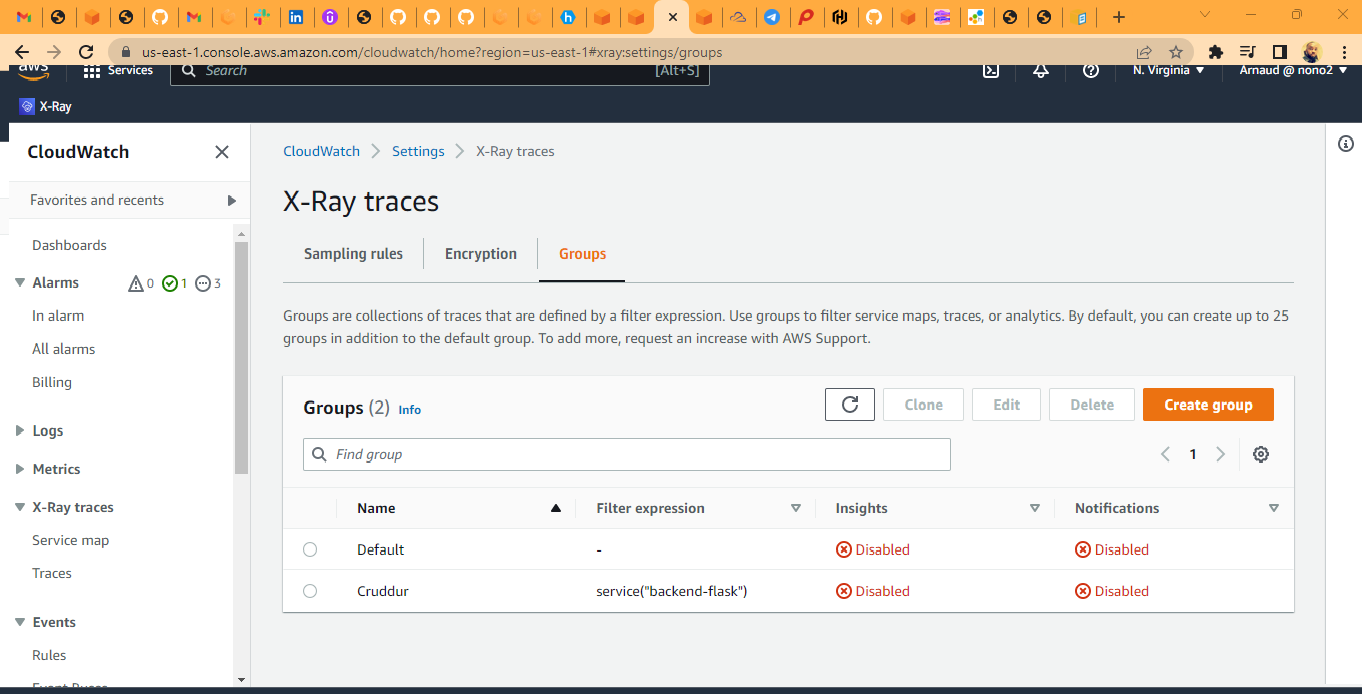 us-east-1.console.aws.amazon.com/cloudwatch/home?region=us-east-1#xray:settings/groups
aws
Services
Search
[Alt+S]
N. Virginia
Arnaud @ nono2
X-Ray
CloudWatch
Favorites and recents
Dashboards
Alarms 0 1 3
In alarm
All alarms
Billing
Logs
Metrics
X-Ray traces
Service map
Traces
Events
Rules
Event Buses
CloudWatch
Settings
X-Ray traces
X-Ray traces
Sampling rules
Encryption
Groups
Groups are collections of traces that are defined by a filter expression. Use groups to filter service maps, traces, or analytics. By default, you can create up to 25
groups in addition to the default group. To add more, request an increase with AWS Support.
Groups (2) Info
Clone
Edit
Delete
Create group
Find group
1
Name Filter expression Insights Notifications
Default - Disabled Disabled
Cruddur service("backend-flask") Disabled Disabled